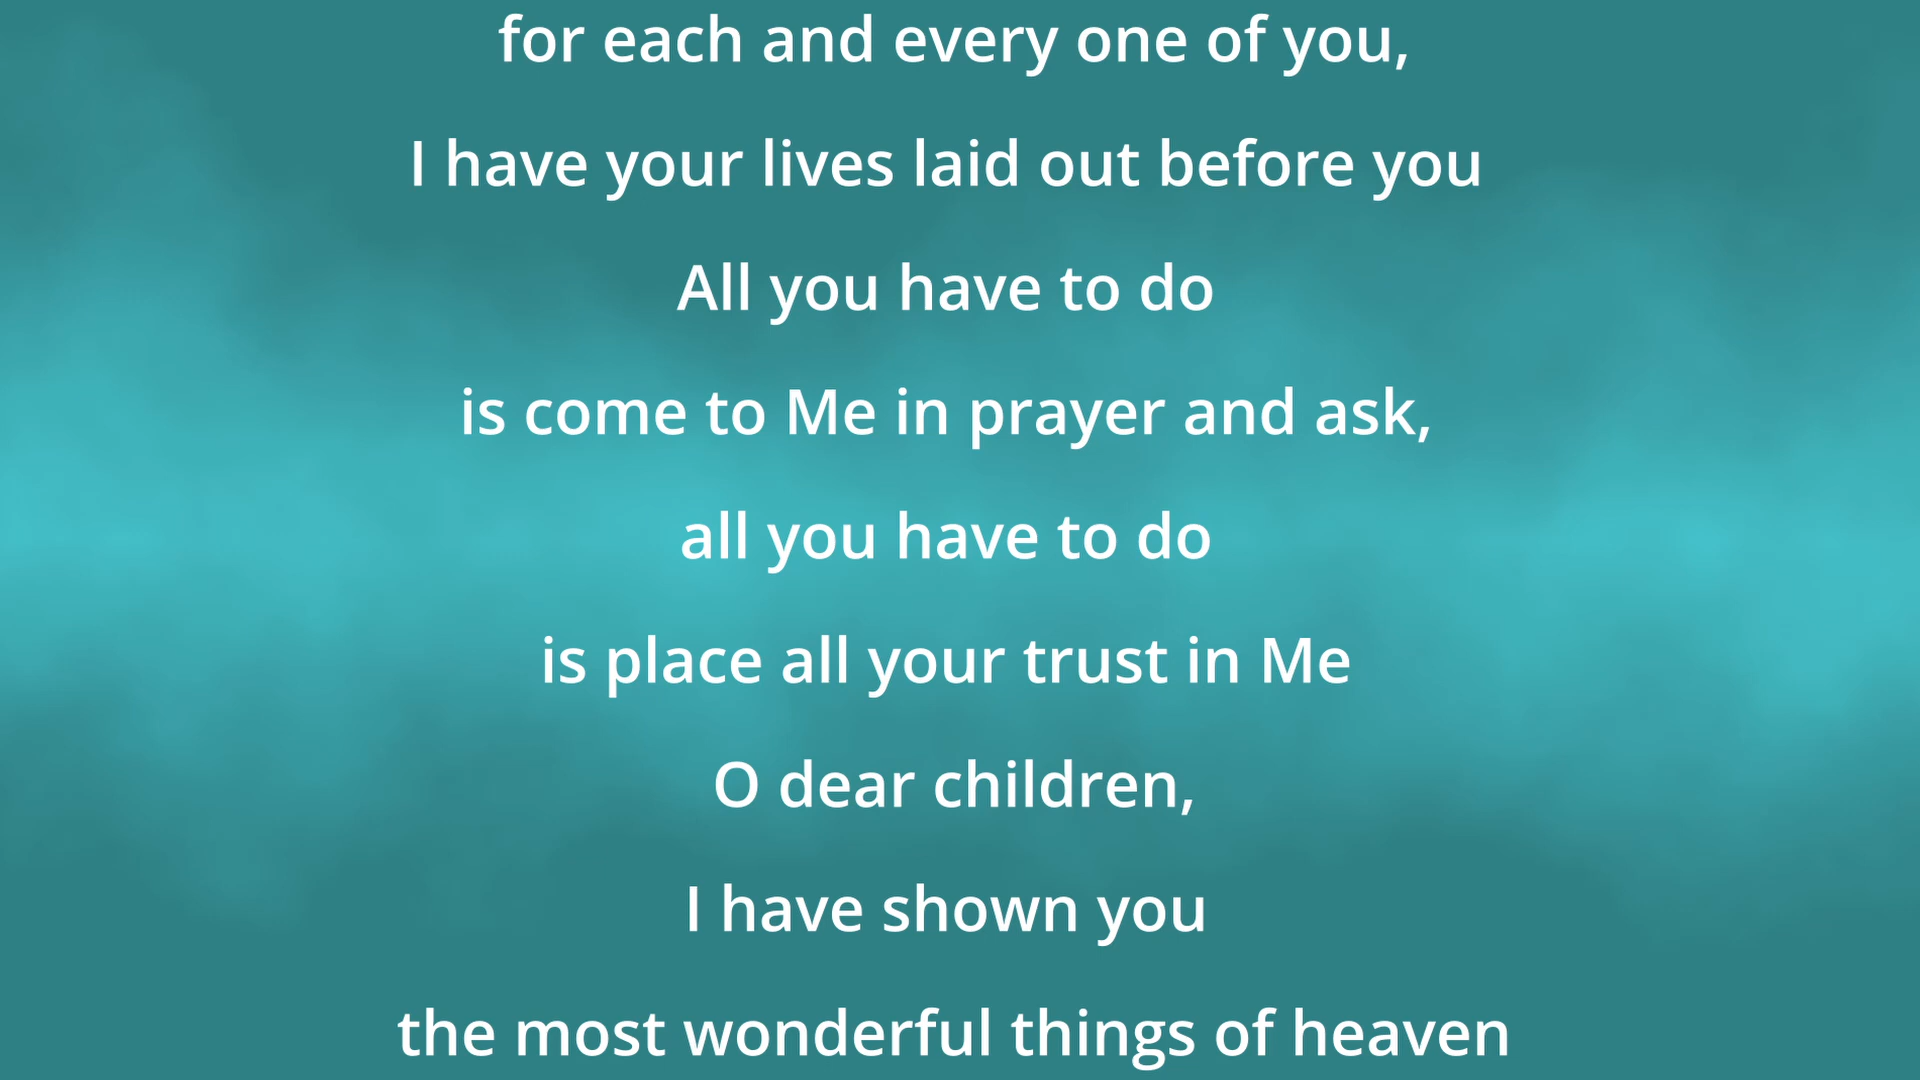 for each and every one of you,
I have your lives laid out before you
All you have to do
is come to Me in prayer and ask,
all you have to do
is place all your trust in Me
O dear children,
I have shown you
the most wonderful things of heaven